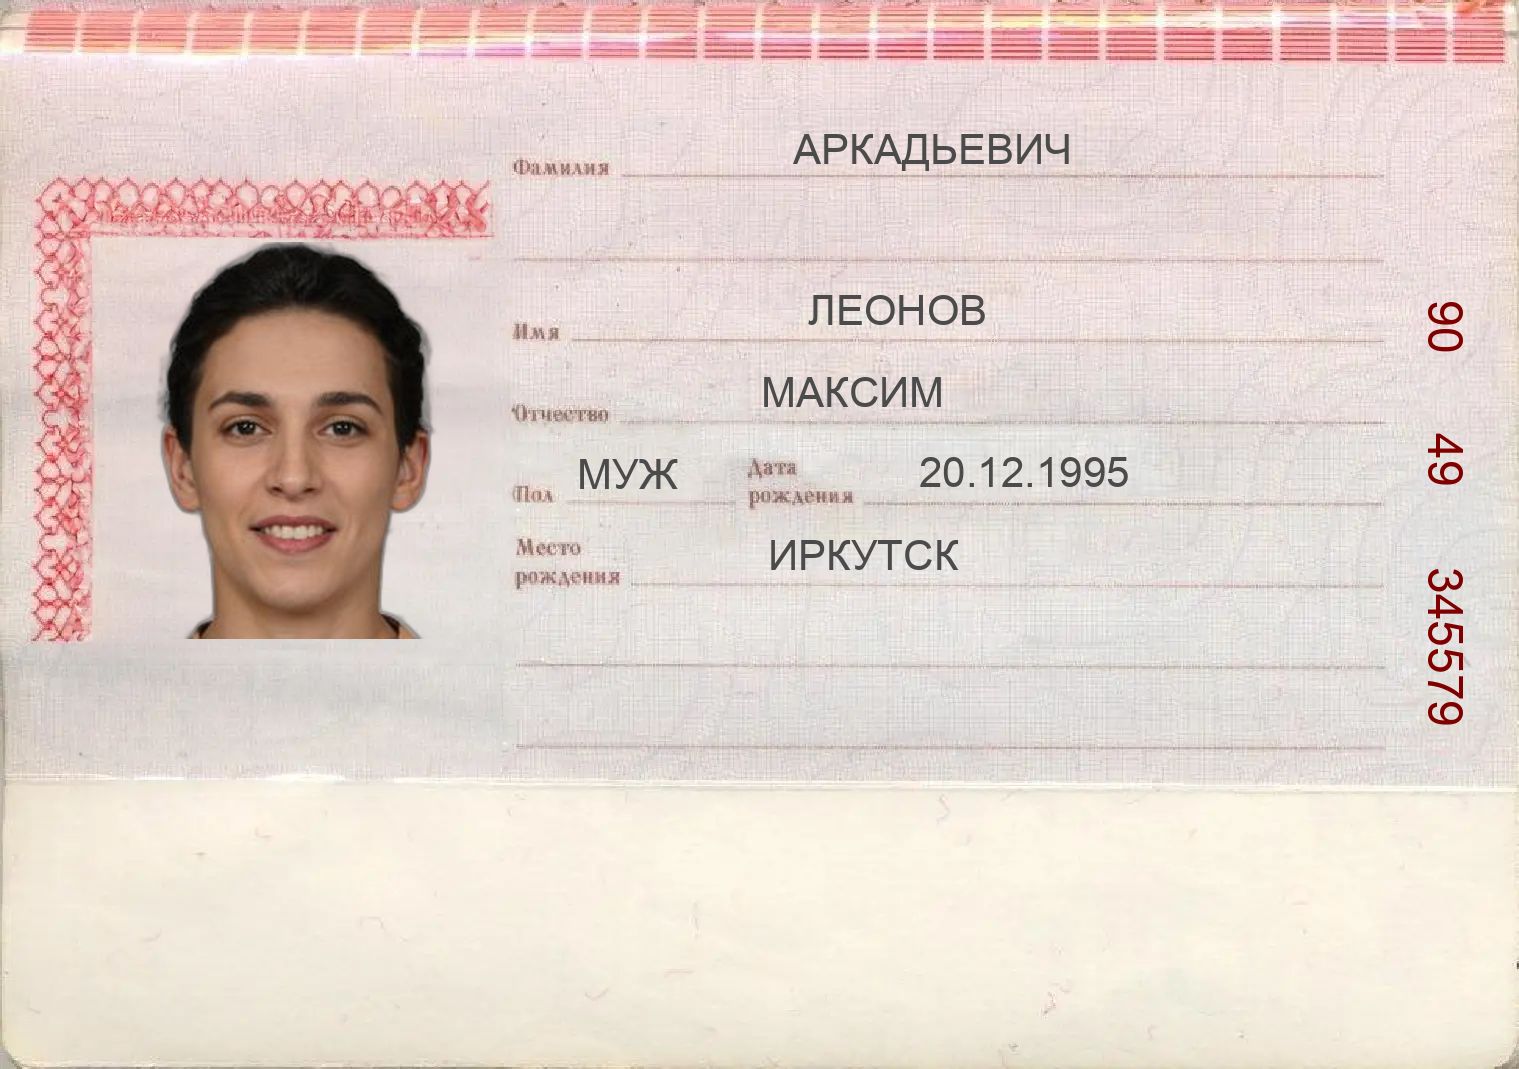 Фамилия АРКАДЬЕВИЧ
Имя ЛЕОНОВ
Отчество МАКСИМ
Пол МУЖ Дата рождения 20.12.1995
Место рождения ИРКУТСК
90 49 345579